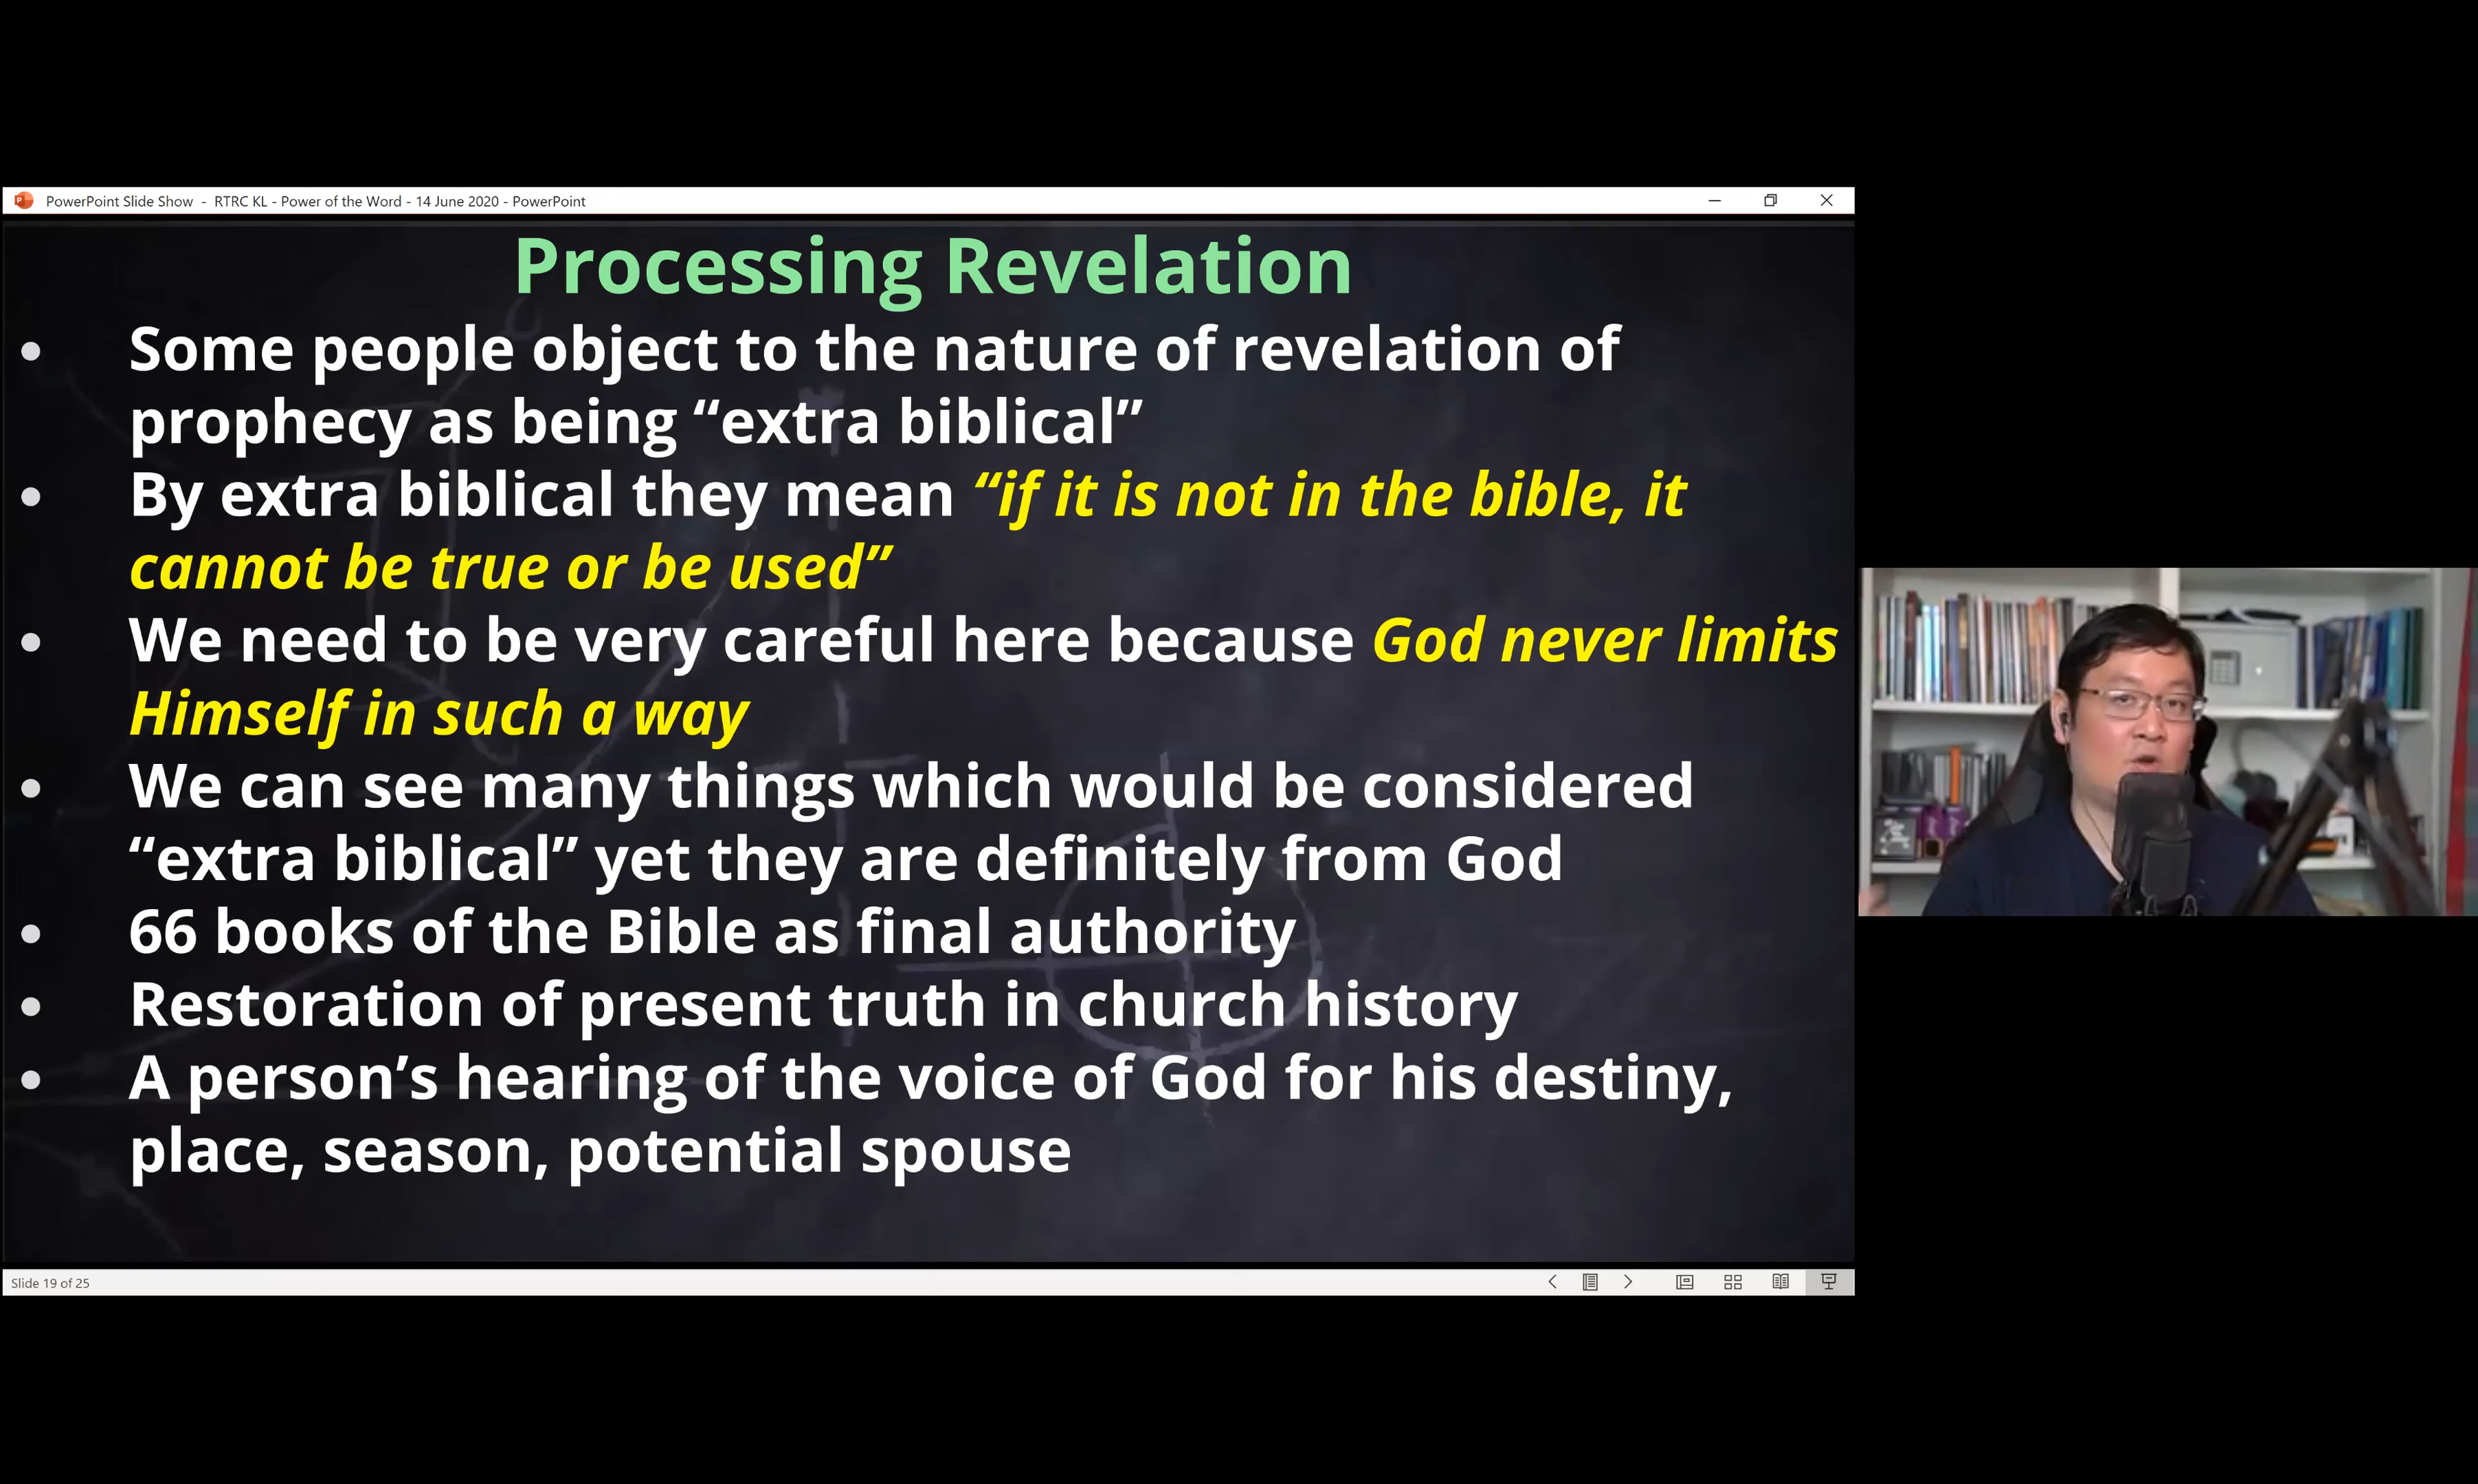 PowerPoint Slide Show - RTRC KL - Power of the Word - 14 June 2020 - PowerPoint
Processing Revelation
• Some people object to the nature of revelation of
prophecy as being “extra biblical”
• By extra biblical they mean “if it is not in the bible, it
cannot be true or be used”
• We need to be very careful here because God never limits
Himself in such a way
• We can see many things which would be considered
“extra biblical” yet they are definitely from God
• 66 books of the Bible as final authority
• Restoration of present truth in church history
• A person’s hearing of the voice of God for his destiny,
place, season, potential spouse
Slide 19 of 25